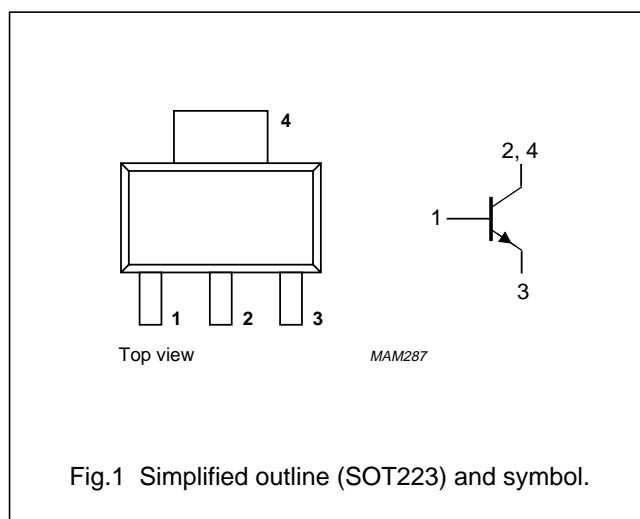 4
2, 4
1
3
1 2 3
Top view MAM287
Fig.1 Simplified outline (SOT223) and symbol.